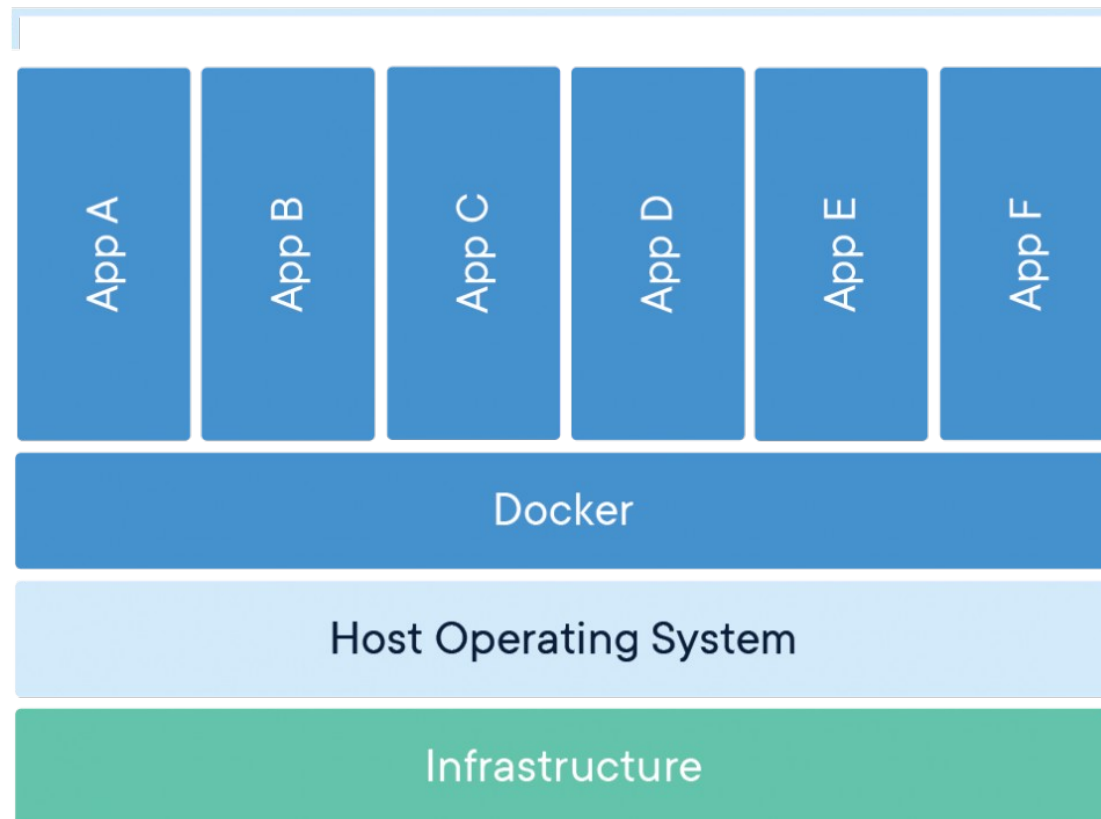 App A
App B
App C
App D
App E
App F
Docker
Host Operating System
Infrastructure